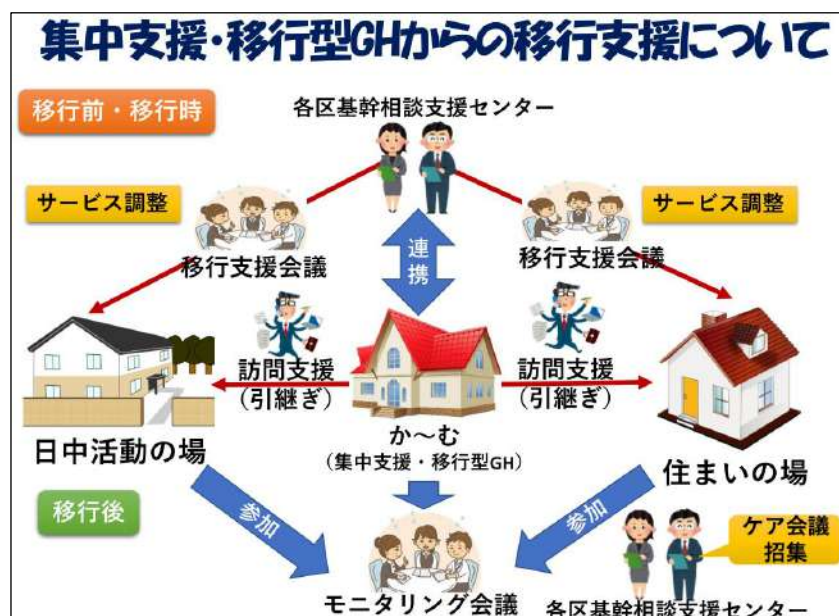 集中支援・移行型GHからの移行支援について
移行前・移行時
各区基幹相談支援センター
サービス調整
サービス調整
移行支援会議
移行支援会議
連携
訪問支援
(引継ぎ)
訪問支援
(引継ぎ)
日中活動の場
か～む
(集中支援・移行型GH)
住まいの場
移行後
参加
参加
ケア会議
招集
モニタリング会議
各区基幹相談支援センター